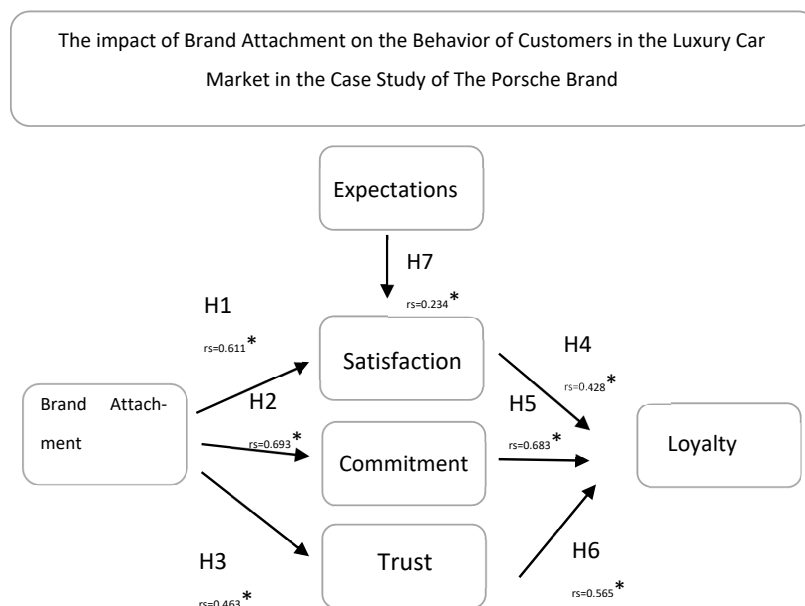 The impact of Brand Attachment on the Behavior of Customers in the Luxury Car
Market in the Case Study of The Porsche Brand
Expectations
H7
rs=0.234*
H1
rs=0.611*
Satisfaction
H4
rs=0.428*
H2
rs=0.693*
H5
rs=0.683*
Brand Attach-
ment
Commitment
Loyalty
Trust
H3
rs=0.463*
H6
rs=0.565*